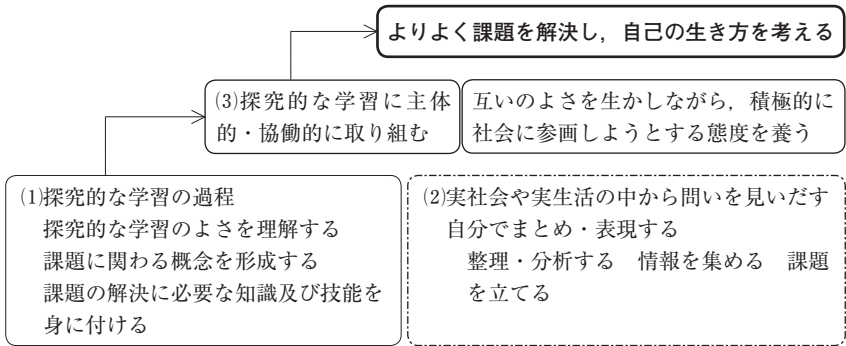 よりよく課題を解決し，自己の生き方を考える
⑶探究的な学習に主体
的・協働的に取り組む
互いのよさを生かしながら，積極的に
社会に参画しようとする態度を養う
⑴探究的な学習の過程
探究的な学習のよさを理解する
課題に関わる概念を形成する
課題の解決に必要な知識及び技能を
身に付ける
⑵実社会や実生活の中から問いを見いだす
自分でまとめ・表現する
整理・分析する　情報を集める　課題
を立てる